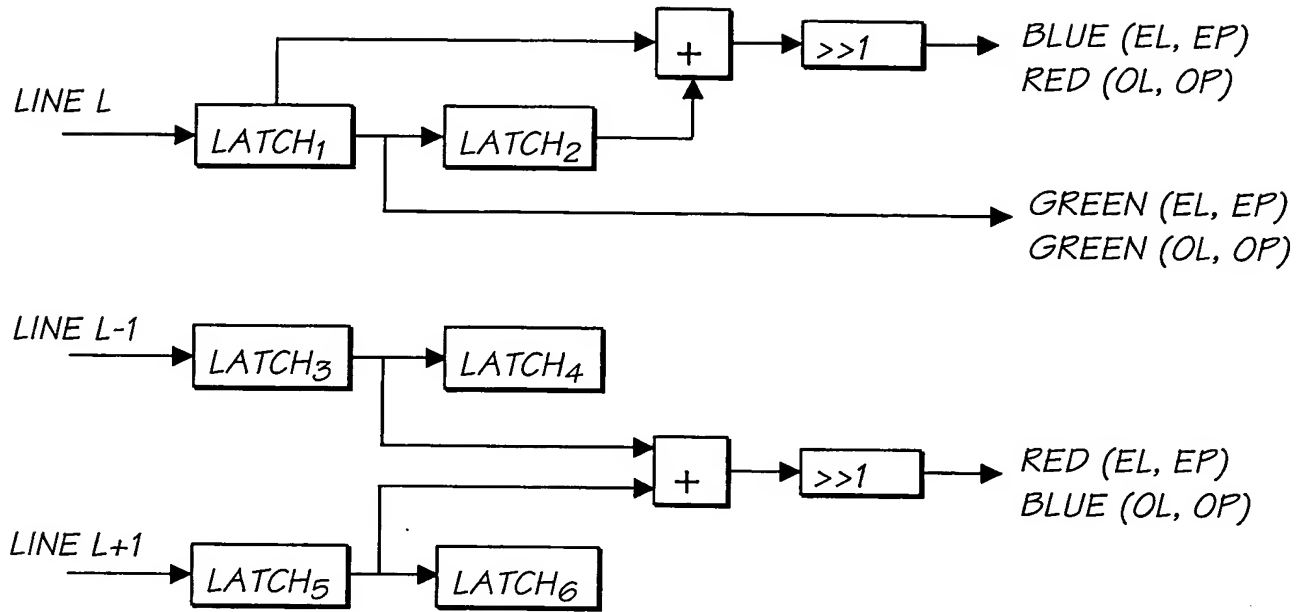 BLUE (EL, EP)
RED (OL, OP)
+
>>1
LINE L
LATCH₁
LATCH₂
GREEN (EL, EP)
GREEN (OL, OP)
LINE L-1
LATCH₃
LATCH₄
+
>>1
RED (EL, EP)
BLUE (OL, OP)
LINE L+1
LATCH₅
LATCH₆